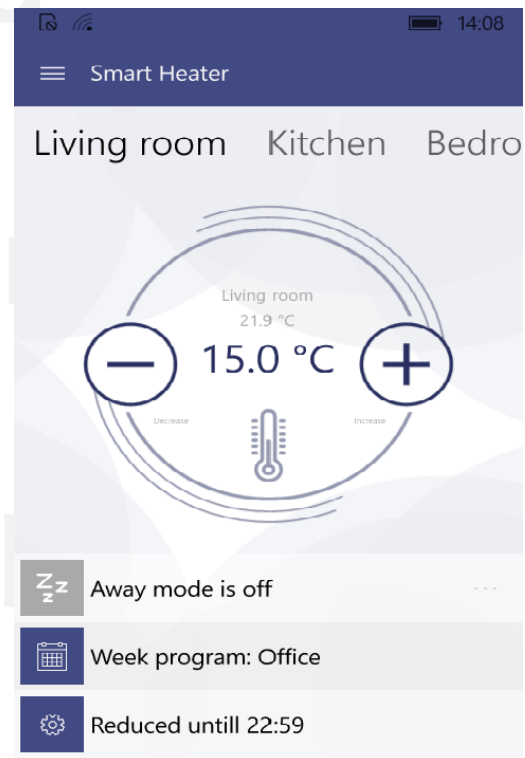 14:08
Smart Heater
Living room Kitchen Bedro
Living room
21.9 °C
15.0 °C
Decrease Increase
Zzz
Away mode is off
Week program: Office
Reduced untill 22:59